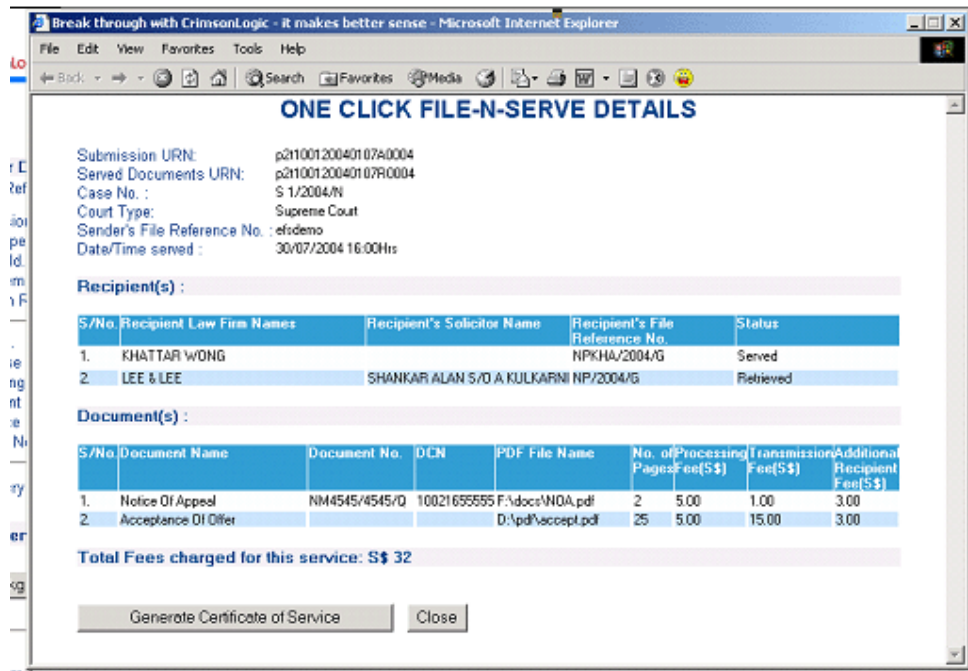 Break through with CrimsonLogic - it makes better sense - Microsoft Internet Explorer
File Edit View Favorites Tools Help
Back Search Favorites Media
ONE CLICK FILE-N-SERVE DETAILS
Submission URN: p2t100120040107A0004
Served Documents URN: p2t100120040107R0004
Case No. : S 1/2004/N
Court Type: Supreme Court
Sender's File Reference No. : efsdemo
Date/Time served : 30/07/2004 16:00Hrs
Recipient(s) :
S/No. Recipient Law Firm Names Recipient's Solicitor Name Recipient's File Reference No. Status
1. KHATTAR WONG NPKHA/2004/G Served
2. LEE & LEE SHANKAR ALAN S/O A KULKARNI NP/2004/G Retrieved
Document(s) :
S/No. Document Name Document No. DCN PDF File Name No. of Pages Processing Fee(S$) Transmission Fee(S$) Additional Recipient Fee(S$)
1. Notice Of Appeal NM4545/4545/Q 10021655555 F:\docs\NOA.pdf 2 5.00 1.00 3.00
2. Acceptance Of Offer D:\pdf\accept.pdf 25 5.00 15.00 3.00
Total Fees charged for this service: S$ 32
Generate Certificate of Service Close